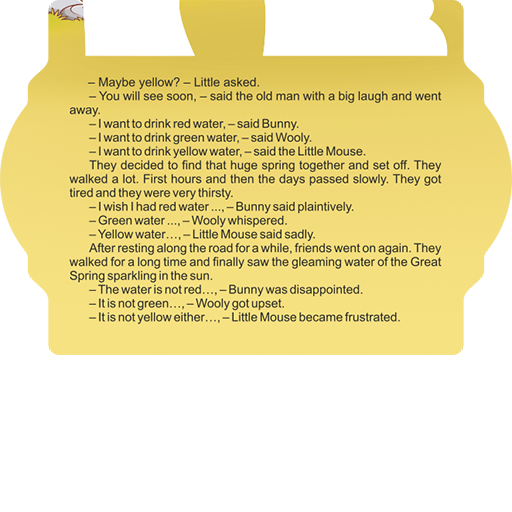 – Maybe yellow? – Little asked.
– You will see soon, – said the old man with a big laugh and went
away.
– I want to drink red water, – said Bunny.
– I want to drink green water, – said Wooly.
– I want to drink yellow water, – said the Little Mouse.
They decided to find that huge spring together and set off. They
walked a lot. First hours and then the days passed slowly. They got
tired and they were very thirsty.
– I wish I had red water ..., – Bunny said plaintively.
– Green water ..., – Wooly whispered.
– Yellow water…, – Little Mouse said sadly.
After resting along the road for a while, friends went on again. They
walked for a long time and finally saw the gleaming water of the Great
Spring sparkling in the sun.
– The water is not red…, – Bunny was disappointed.
– It is not green…, – Wooly got upset.
– It is not yellow either…, – Little Mouse became frustrated.